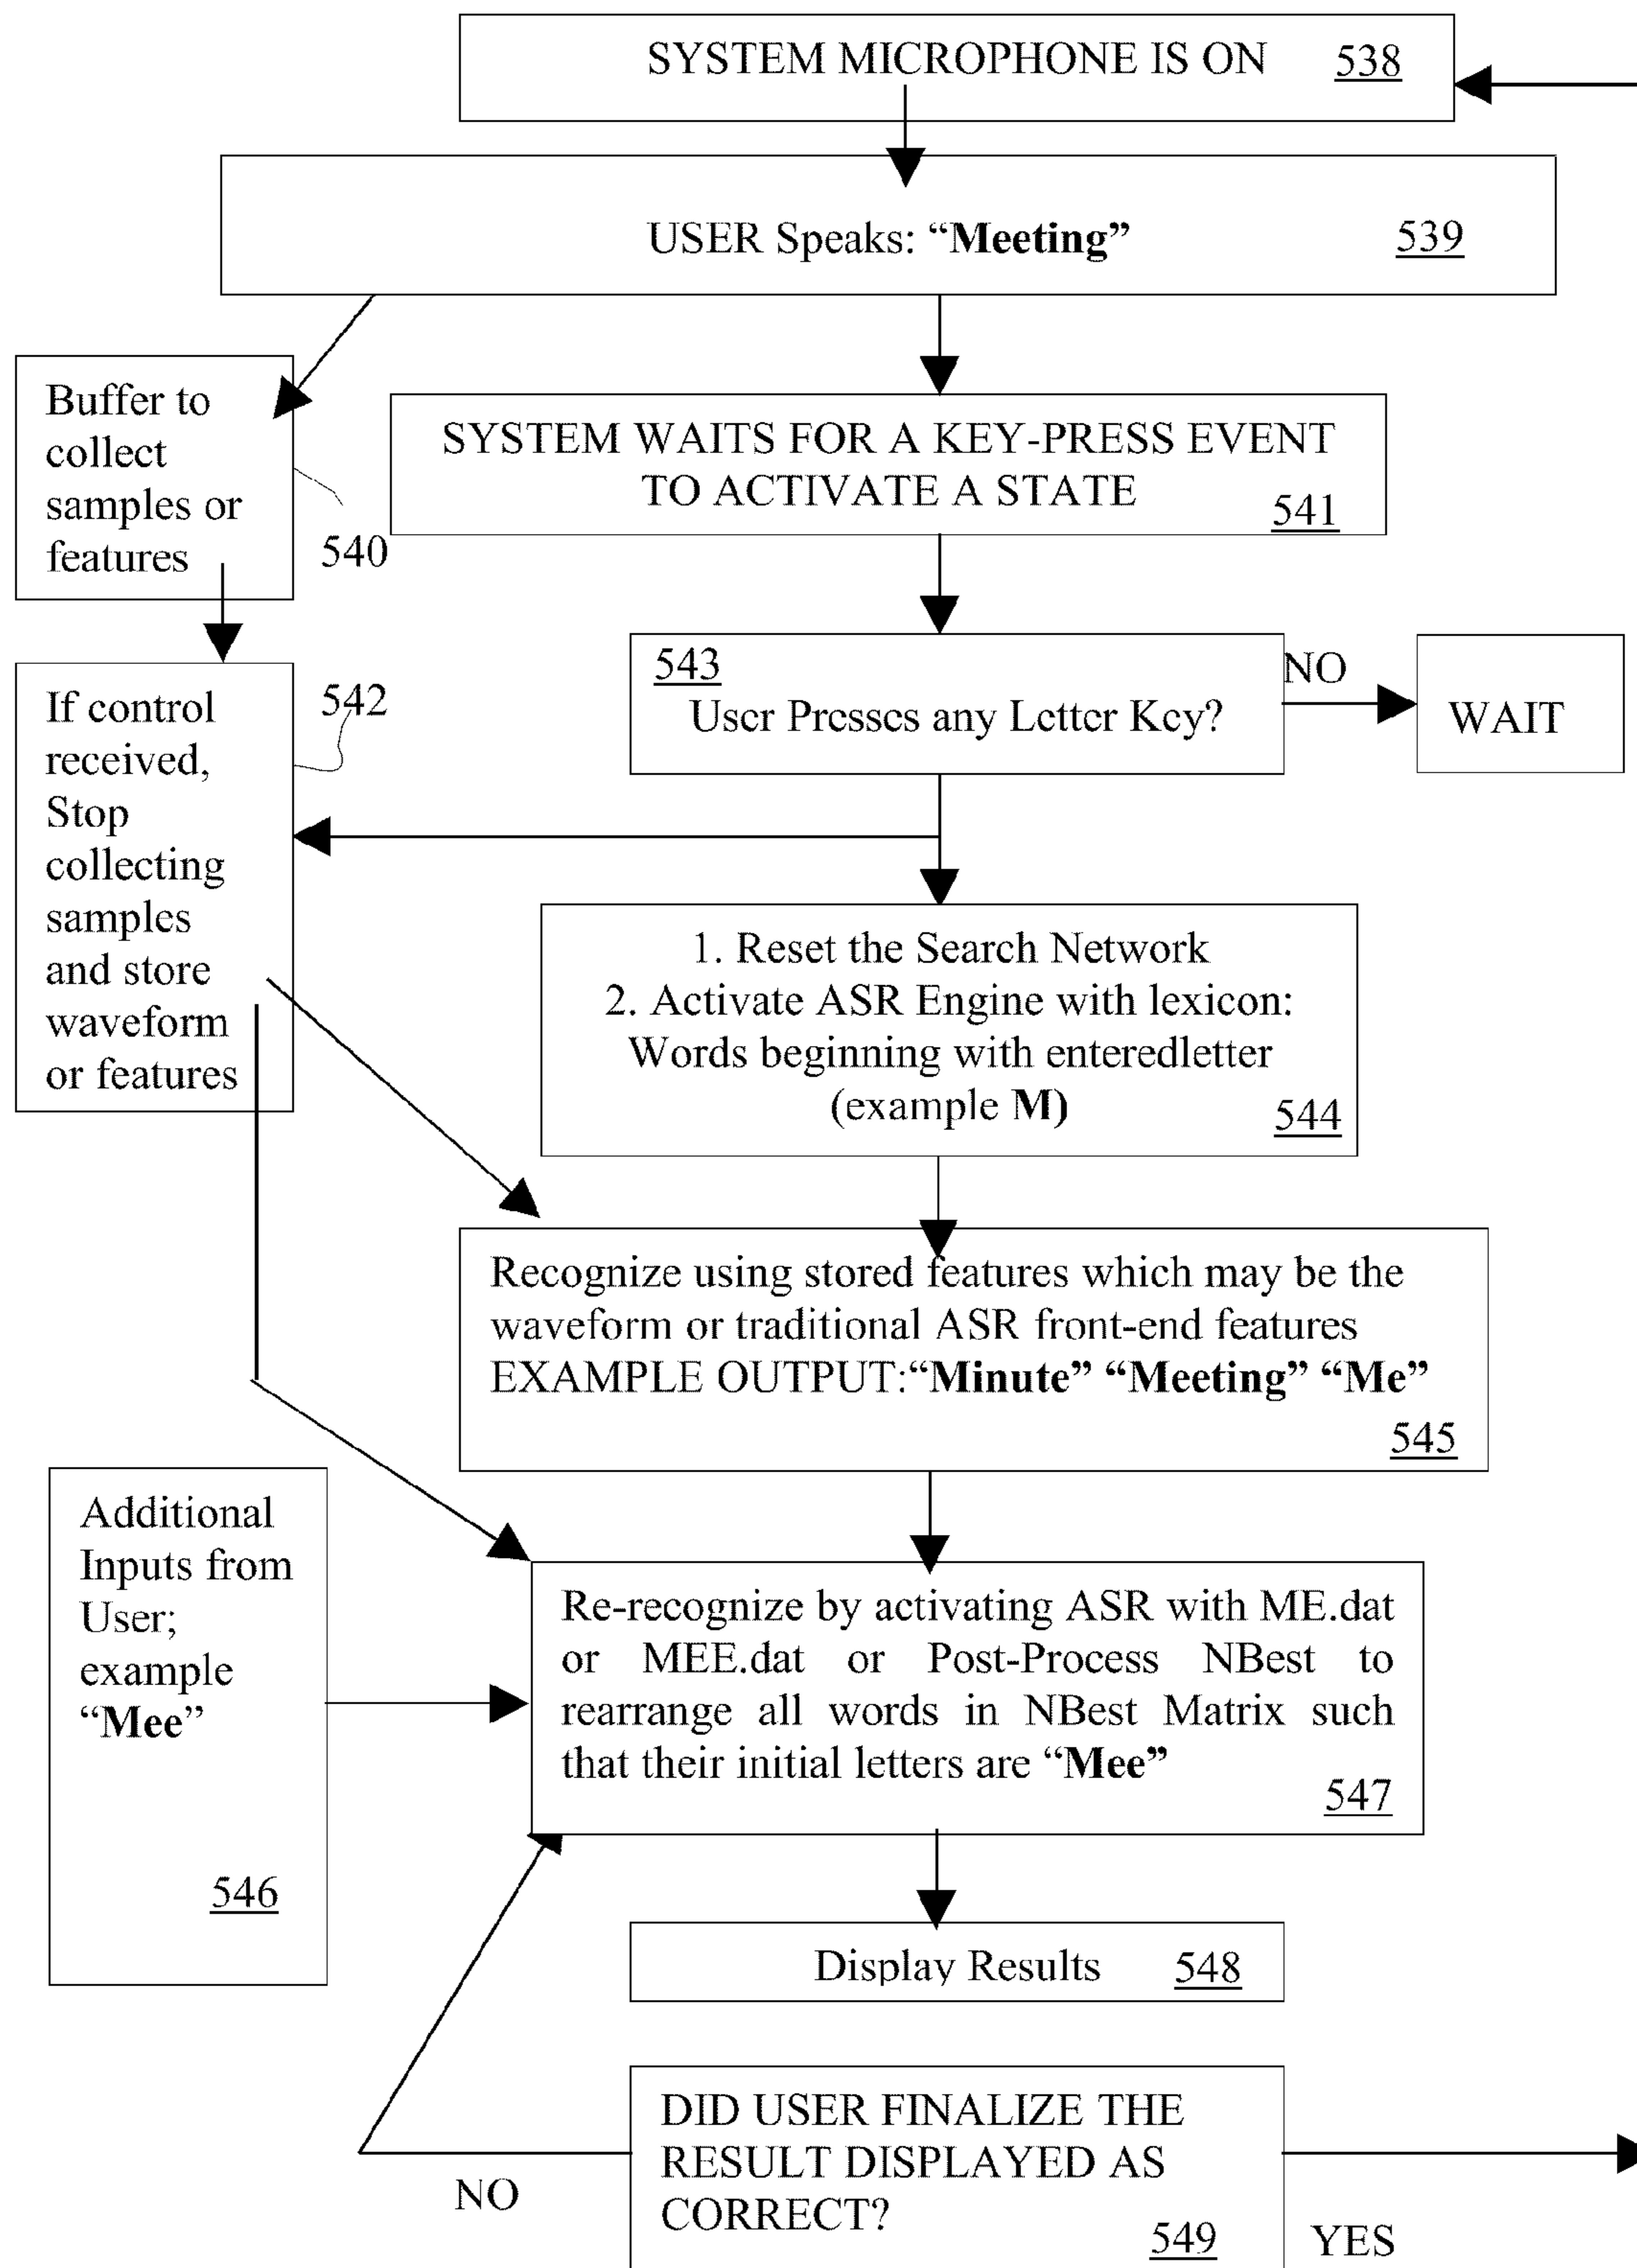 SYSTEM MICROPHONE IS ON 538
USER Speaks: “Meeting” 539
Buffer to
collect
samples or
features
540
SYSTEM WAITS FOR A KEY-PRESS EVENT
TO ACTIVATE A STATE
541
543
User Presses any Letter Key?
NO
WAIT
If control
received,
Stop
collecting
samples
and store
waveform
or features
542
1. Reset the Search Network
2. Activate ASR Engine with lexicon:
Words beginning with enteredletter
(example M)
544
Recognize using stored features which may be the
waveform or traditional ASR front-end features
EXAMPLE OUTPUT:“Minute” “Meeting” “Me”
545
Additional
Inputs from
User;
example
“Mee”
546
Re-recognize by activating ASR with ME.dat
or MEE.dat or Post-Process NBest to
rearrange all words in NBest Matrix such
that their initial letters are “Mee”
547
Display Results 548
DID USER FINALIZE THE
RESULT DISPLAYED AS
CORRECT?
549
NO
YES